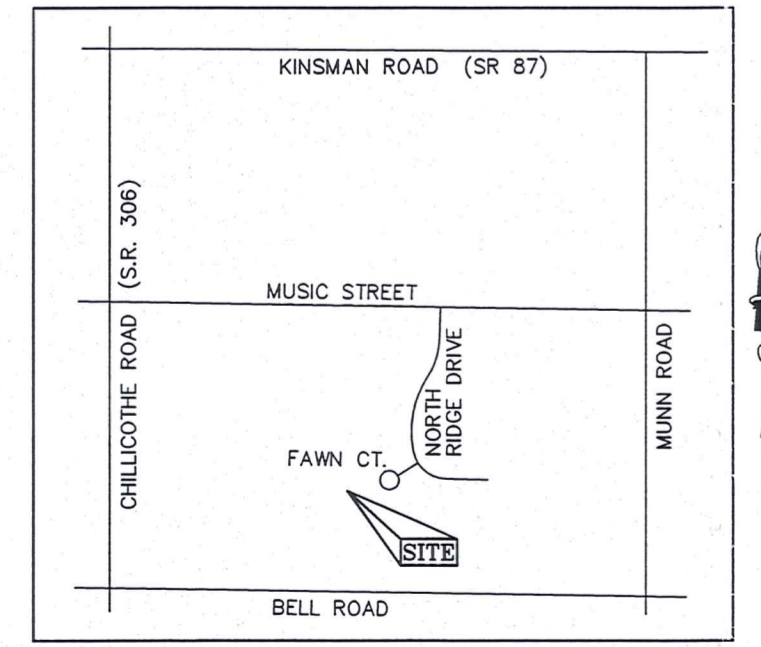 KINSMAN ROAD (SR 87)
CHILLICOTHE ROAD (S.R. 306)
MUSIC STREET
NORTH
RIDGE DRIVE
MUNN ROAD
FAWN CT.
SITE
BELL ROAD